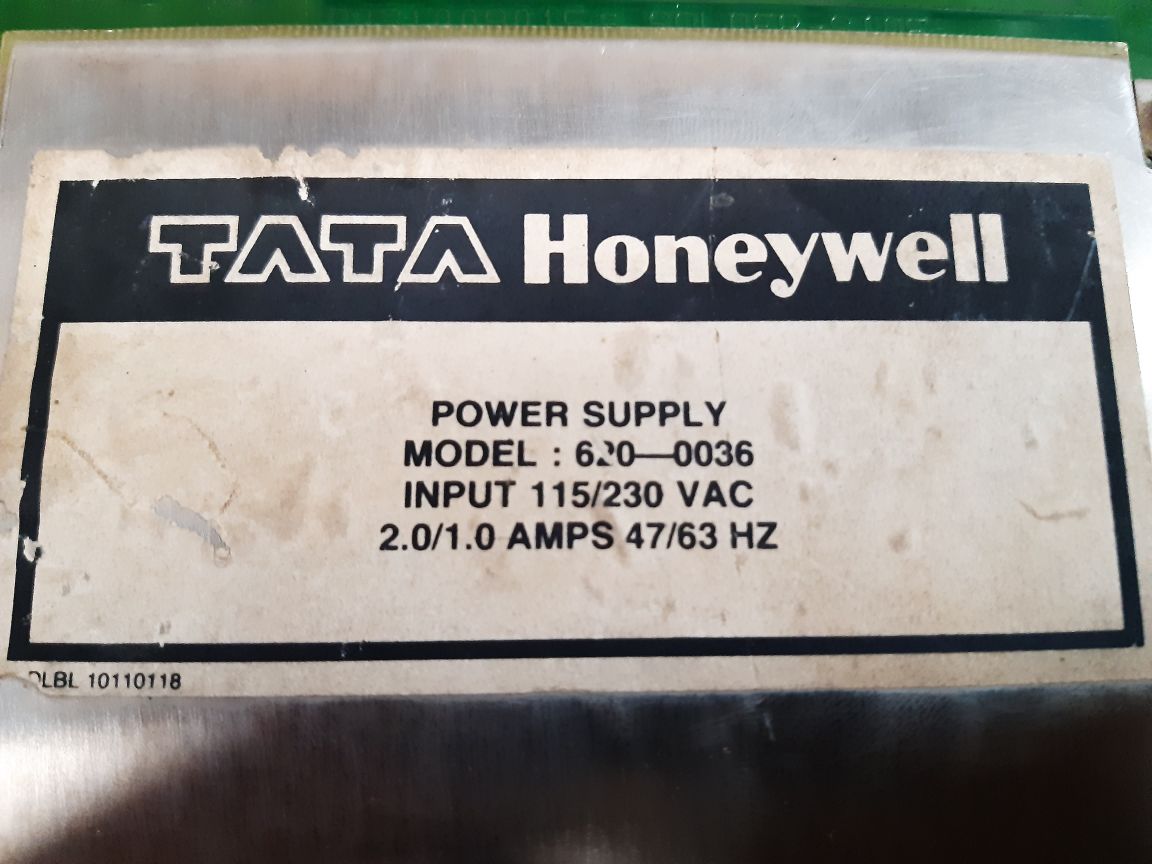 TATA Honeywell
POWER SUPPLY
MODEL : 620—0036
INPUT 115/230 VAC
2.0/1.0 AMPS 47/63 HZ
10110118